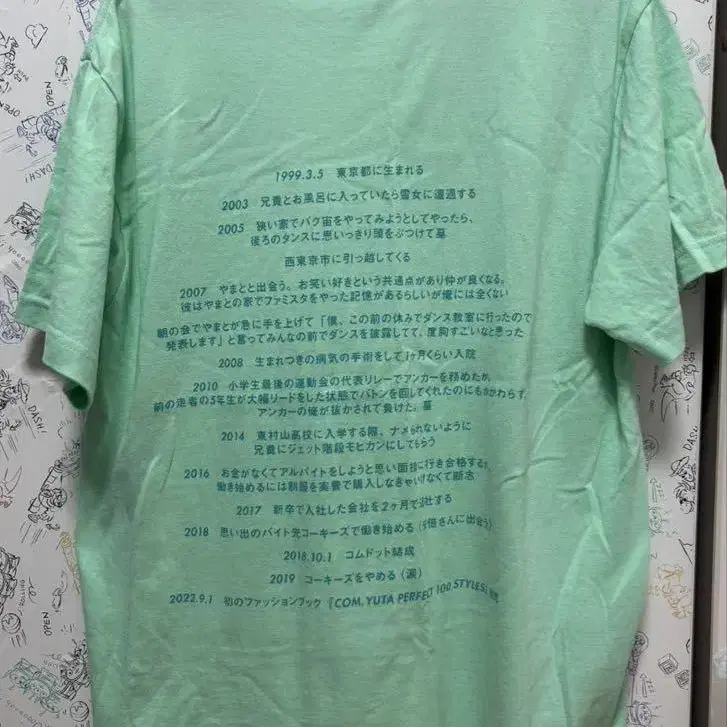 1999.3.5 東京都に生まれる
2003 兄貴とお風呂に入っていたら雪女に遭遇する
2005 狭い家でバク宙をやってみようとしてやったら、
後ろのタンスに思いっきり頭をぶつけて墓
西東京市に引っ越してくる
2007 やまとと出会う。お笑い好きという共通点があり仲が良くなる。
彼はやまとの家でファミスタをやった記憶があるらしいが俺には全くない
朝の会でやまとが急に手を上げて「僕、この前の休みでダンス教室に行ったので
発表します」と言ってみんなの前でダンスを披露してて、度胸すごいなと思った
2008 生まれつきの病気の手術をして1ヶ月くらい入院
2010 小学生最後の運動会の代表リレーでアンカーを務めたが、
前の走者の5年生が大幅リードをした状態でバトンを回してくれたのにもかかわらず
アンカーの俺が抜かされて負けた。墓
2014 東村山高校に入学する際、ナメられないように
兄貴にジェット階段モヒカンにしてもらう
2016 お金がなくてアルバイトをしようと思い面接に行き合格する
働き始めるには制服を実費で購入しなきゃいけなくて断念
2017 新卒で入社した会社を2ヶ月で退社する
2018 思い出のバイト先コーキーズで働き始める
さんに出会う)
2018.10.1 コムドット結成
2019 コーキーズをやめる(涙)
2022.9.1 初のファッションブック『COM. YUTA PERFECT 100 STYLES』